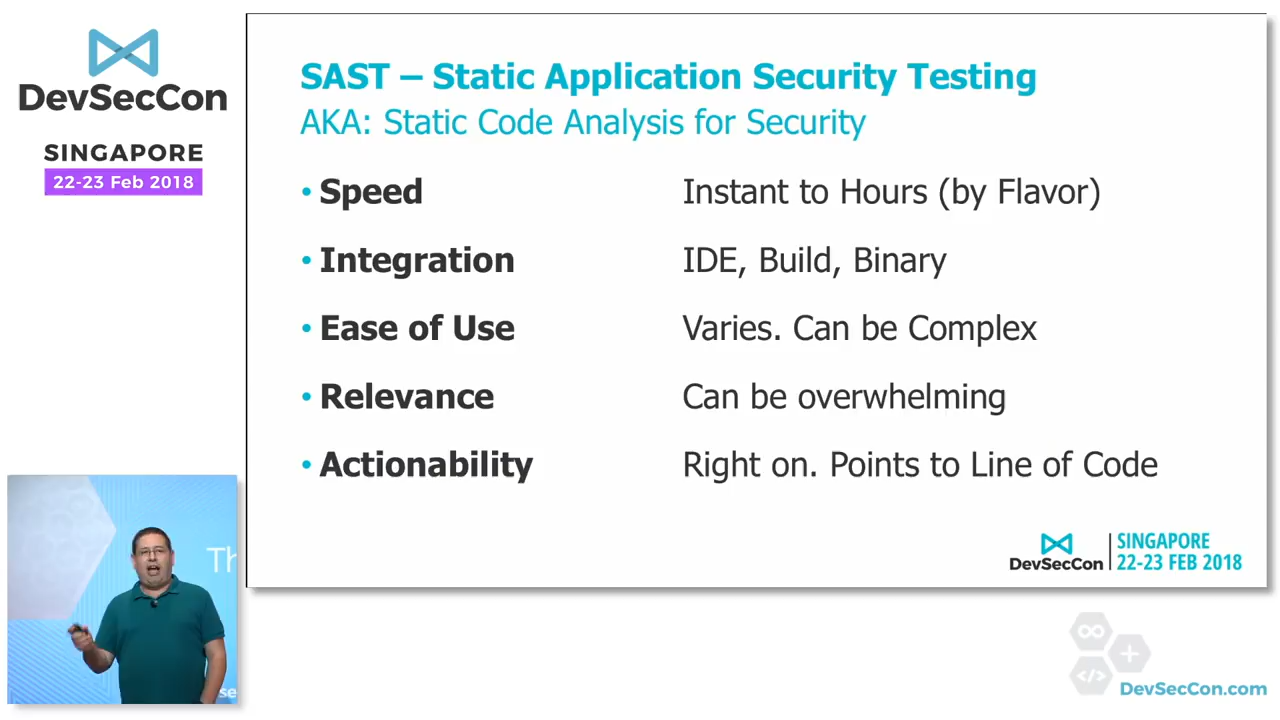 DevSecCon
SINGAPORE
22-23 Feb 2018
SAST – Static Application Security Testing
AKA: Static Code Analysis for Security
• Speed Instant to Hours (by Flavor)
• Integration IDE, Build, Binary
• Ease of Use Varies. Can be Complex
• Relevance Can be overwhelming
• Actionability Right on. Points to Line of Code
DevSecCon
SINGAPORE
22-23 FEB 2018
Th
se
DevSecCon.com